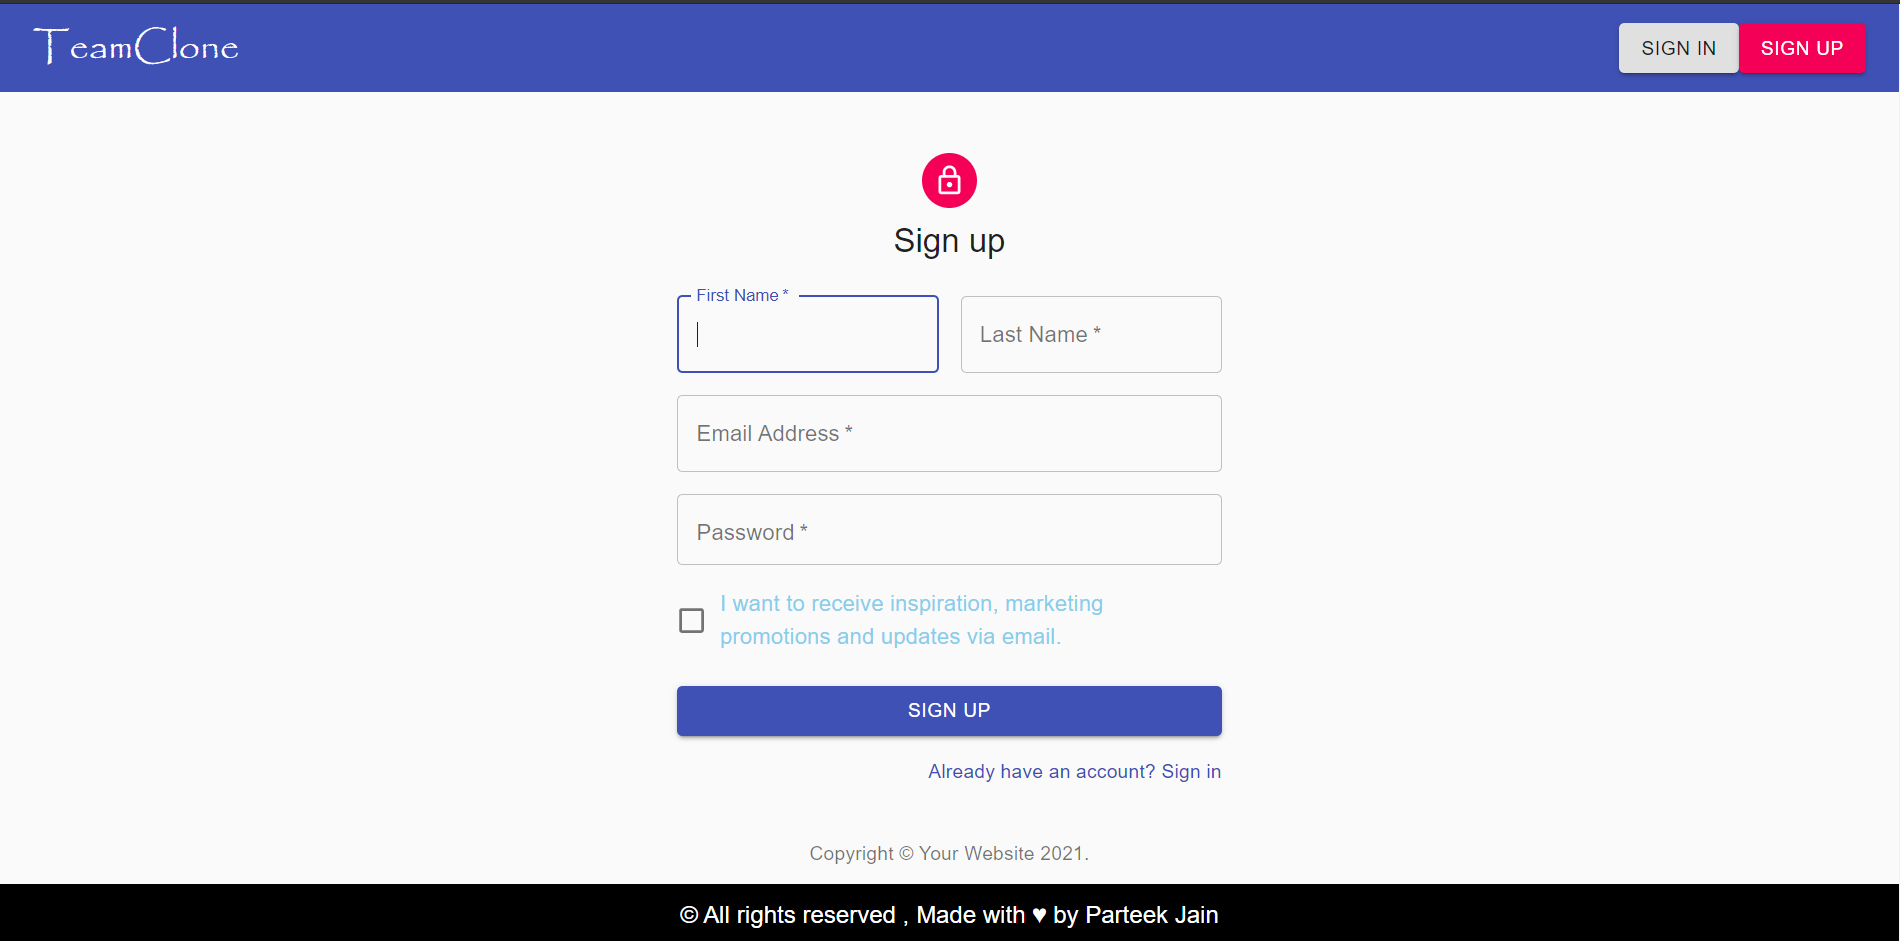 TeamClone
SIGN IN
SIGN UP
Sign up
First Name *
Last Name *
Email Address *
Password *
I want to receive inspiration, marketing
promotions and updates via email.
SIGN UP
Already have an account? Sign in
Copyright © Your Website 2021.
© All rights reserved , Made with ♥ by Parteek Jain